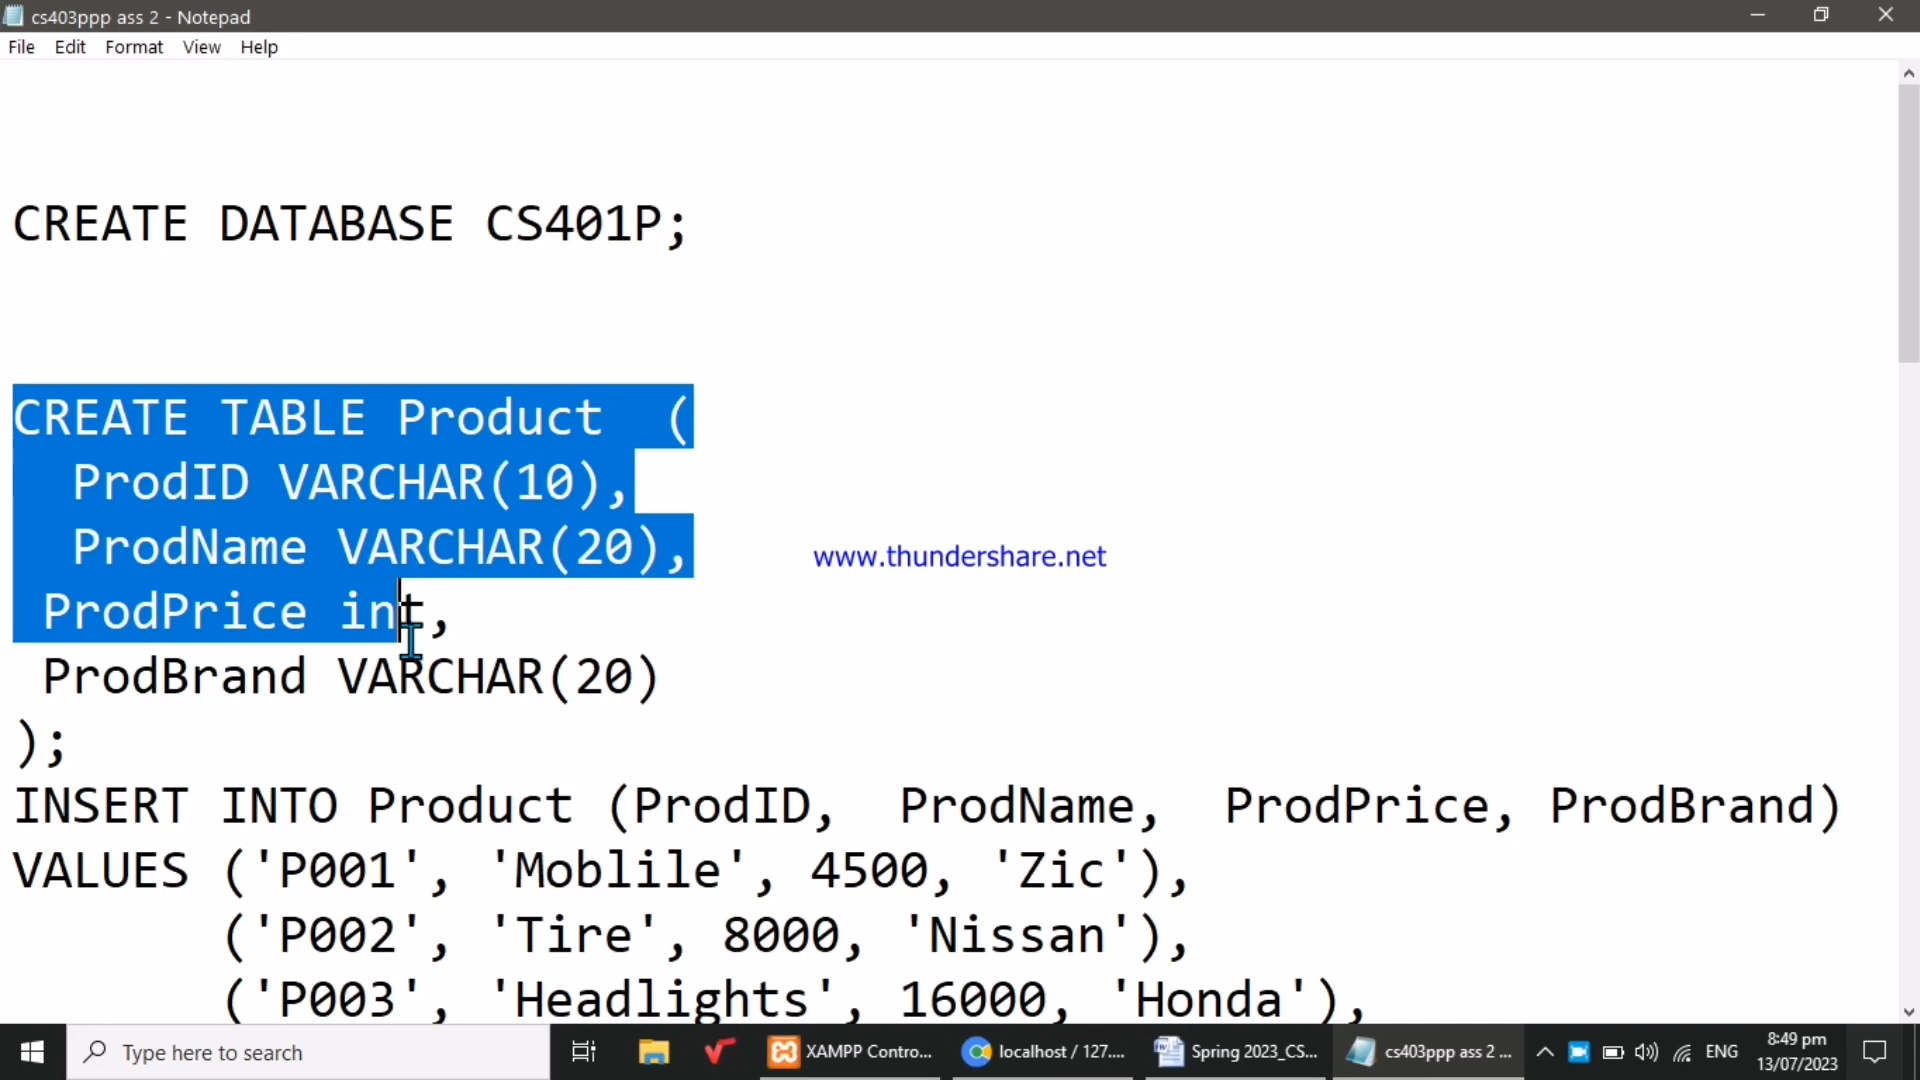 cs403ppp ass 2 - Notepad
File Edit Format View Help
CREATE DATABASE CS401P;
CREATE TABLE Product  (
ProdID VARCHAR(10),
ProdName VARCHAR(20),
www.thundershare.net
ProdPrice int,
ProdBrand VARCHAR(20)
);
INSERT INTO Product (ProdID,  ProdName,  ProdPrice, ProdBrand)
VALUES ('P001', 'Moblile', 4500, 'Zic'),
('P002', 'Tire', 8000, 'Nissan'),
('P003', 'Headlights', 16000, 'Honda'),
Type here to search
XAMPP Contro...
localhost / 127....
Spring 2023_CS...
cs403ppp ass 2 ...
ENG
8:49 pm
13/07/2023